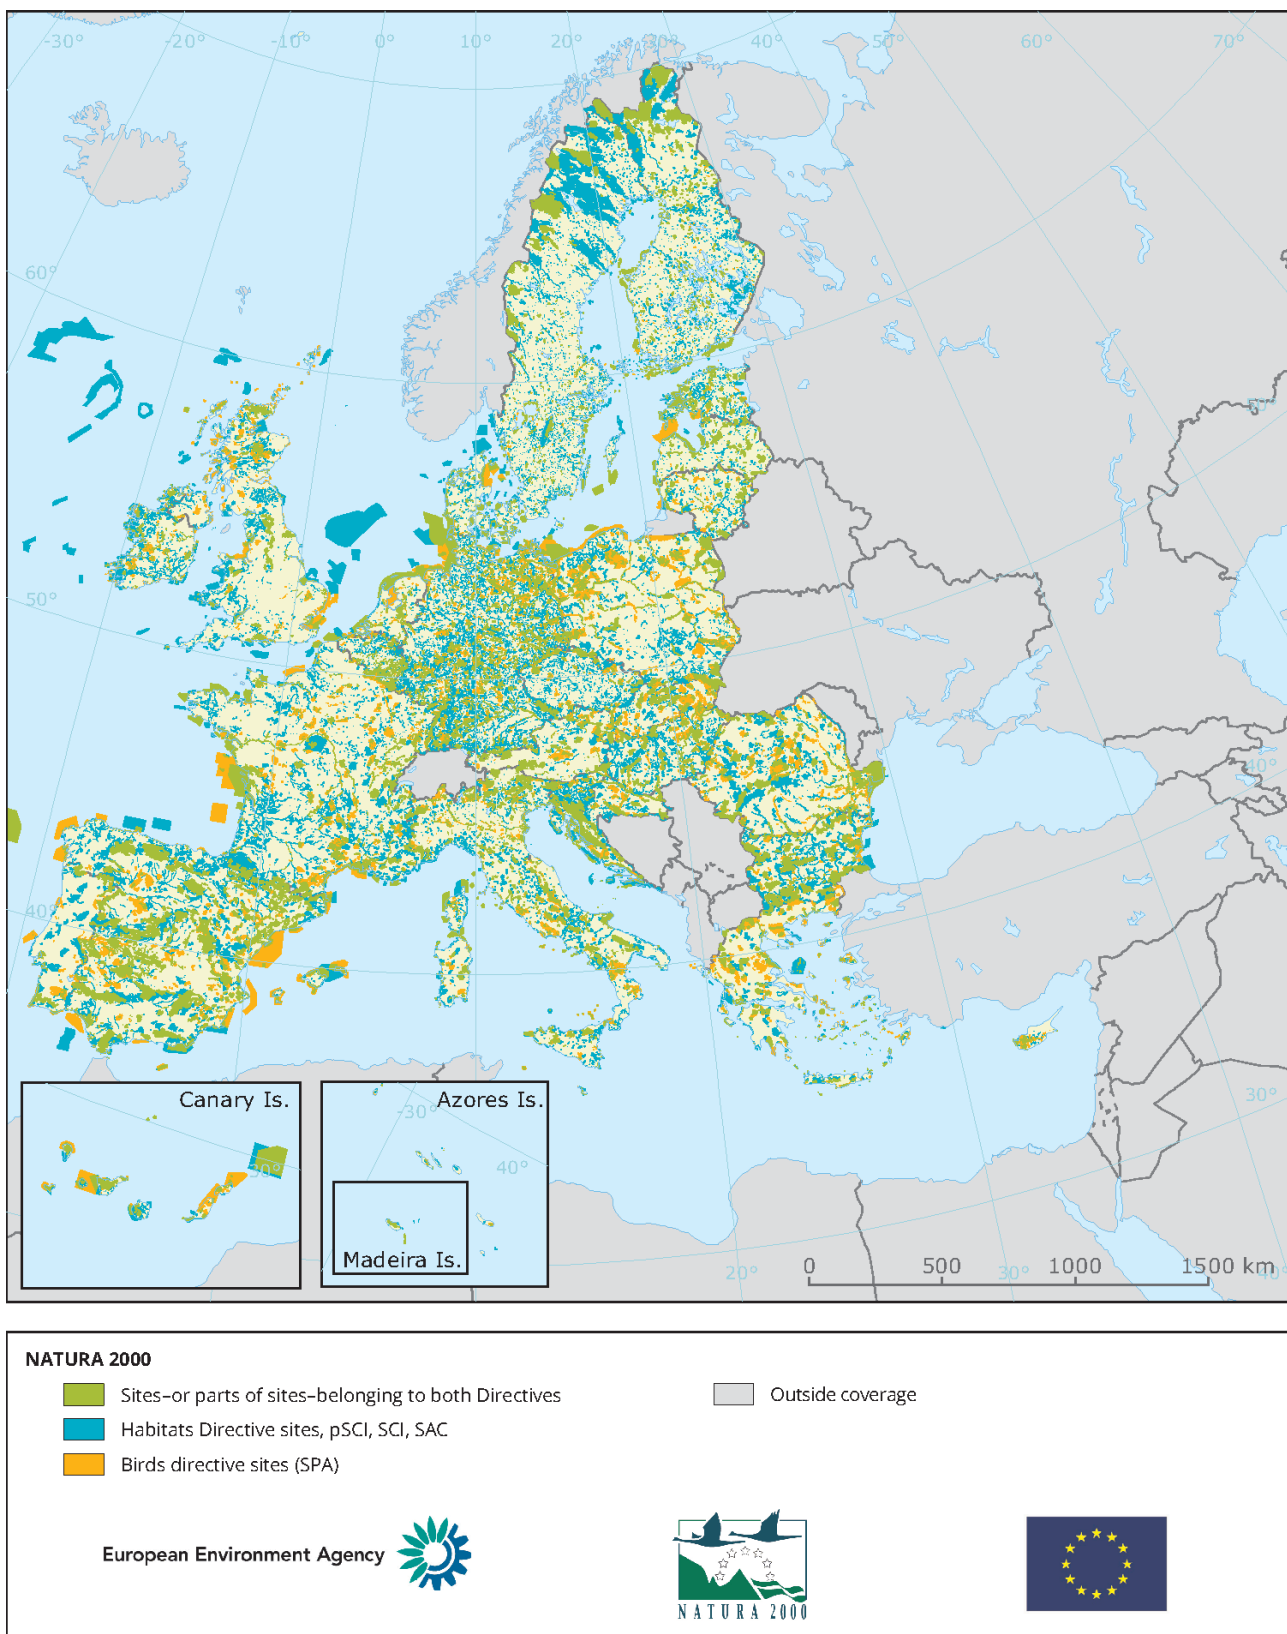 -30°
-20°
-10°
0°
10°
20°
30°
40°
50°
60°
70°
60°
50°
50°
40°
40°
30°
Canary Is.
30°
Azores Is.
-30°
40°
Madeira Is.
0 500 1000 1500 km
20°
30°
40°
NATURA 2000
Sites–or parts of sites–belonging to both Directives
Outside coverage
Habitats Directive sites, pSCI, SCI, SAC
Birds directive sites (SPA)
European Environment Agency
NATURA 2000